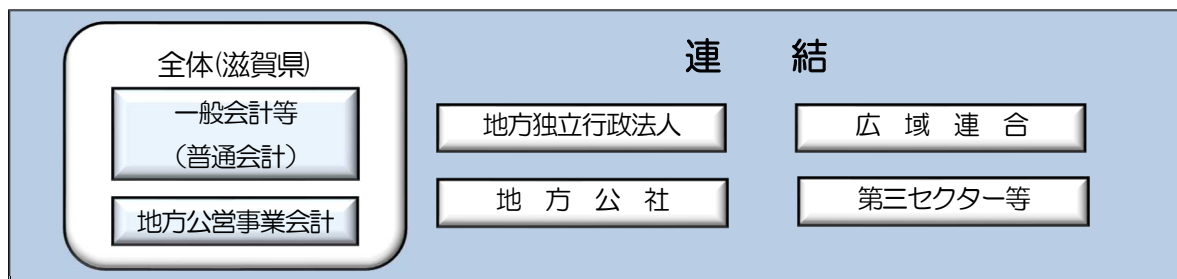 全体(滋賀県)
一般会計等
(普通会計)
地方公営事業会計
連　結
地方独立行政法人
広　域　連　合
地　方　公　社
第三セクター等